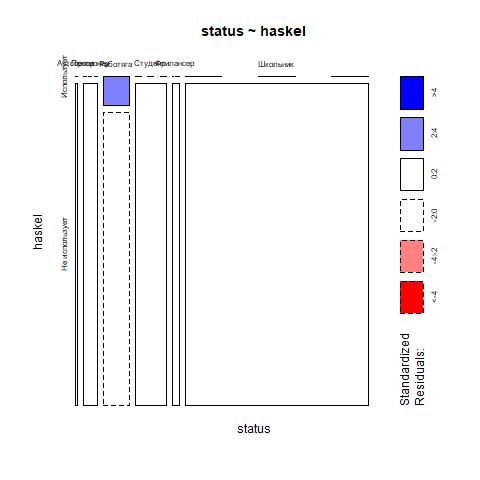 status ~ haskel
Работяга
Студент
Фрилансер
Школьник
Использует
Не использует
haskel
status
Standardized
Residuals:
<-4
-4:-2
-2:0
0:2
2:4
>4